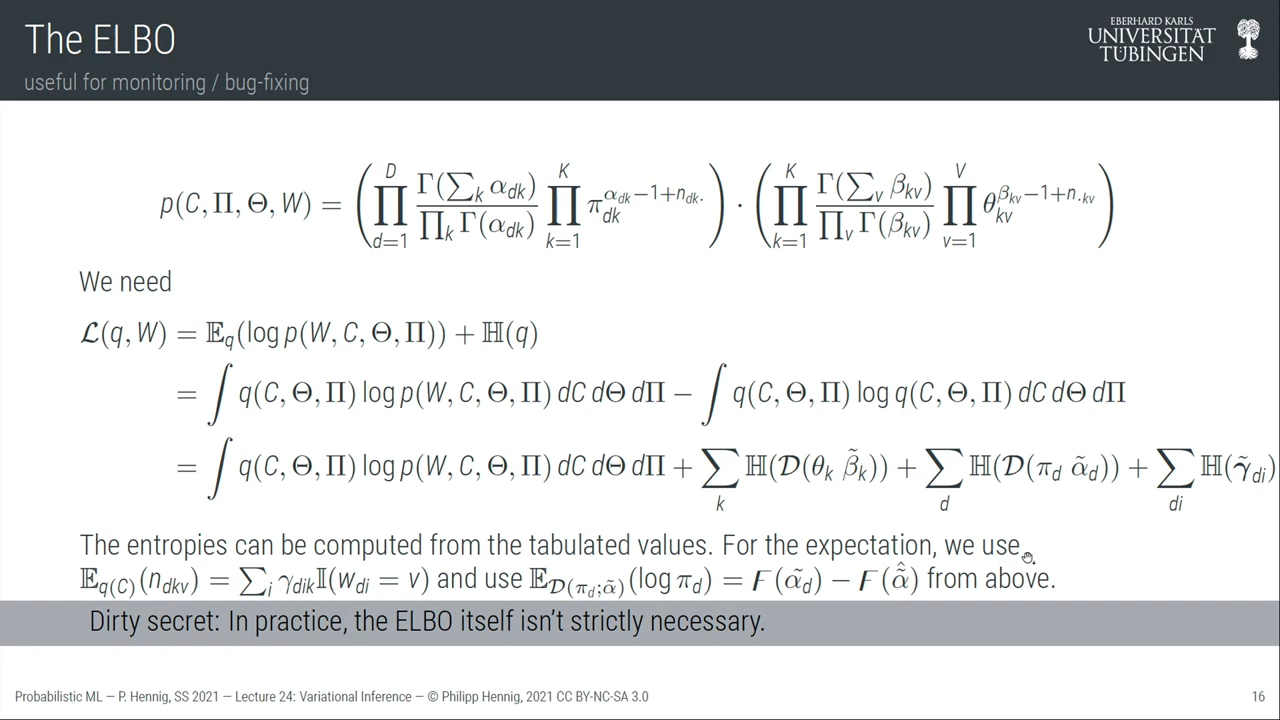 The ELBO
useful for monitoring / bug-fixing
EBERHARD KARLS
UNIVERSITÄT
TÜBINGEN
p(C, Π, Θ, W) = (∏_{d=1}^{D} Γ(∑_k α_{dk}) / ∏_k Γ(α_{dk}) ∏_{k=1}^{K} π_{dk}^{α_{dk}−1+n_{dk·}}) · (∏_{k=1}^{K} Γ(∑_v β_{kv}) / ∏_v Γ(β_{kv}) ∏_{v=1}^{V} θ_{kv}^{β_{kv}−1+n_{·kv}})
We need
𝓛(q, W) = 𝔼_q(log p(W, C, Θ, Π)) + ℍ(q)
= ∫ q(C, Θ, Π) log p(W, C, Θ, Π) dC dΘ dΠ − ∫ q(C, Θ, Π) log q(C, Θ, Π) dC dΘ dΠ
= ∫ q(C, Θ, Π) log p(W, C, Θ, Π) dC dΘ dΠ + ∑_k ℍ(𝒟(θ_k β̃_k)) + ∑_d ℍ(𝒟(π_d α̃_d)) + ∑_{di} ℍ(γ̃_{di})
The entropies can be computed from the tabulated values. For the expectation, we use
𝔼_{q(C)}(n_{dkv}) = ∑_i γ_{dik} 𝕀(w_{di} = v) and use 𝔼_{𝒟(π_d;α̃)}(log π_d) = Ϝ(α̃_d) − Ϝ(α̃̂) from above.
Dirty secret: In practice, the ELBO itself isn't strictly necessary.
Probabilistic ML — P. Hennig, SS 2021 — Lecture 24: Variational Inference — © Philipp Hennig, 2021 CC BY-NC-SA 3.0
16